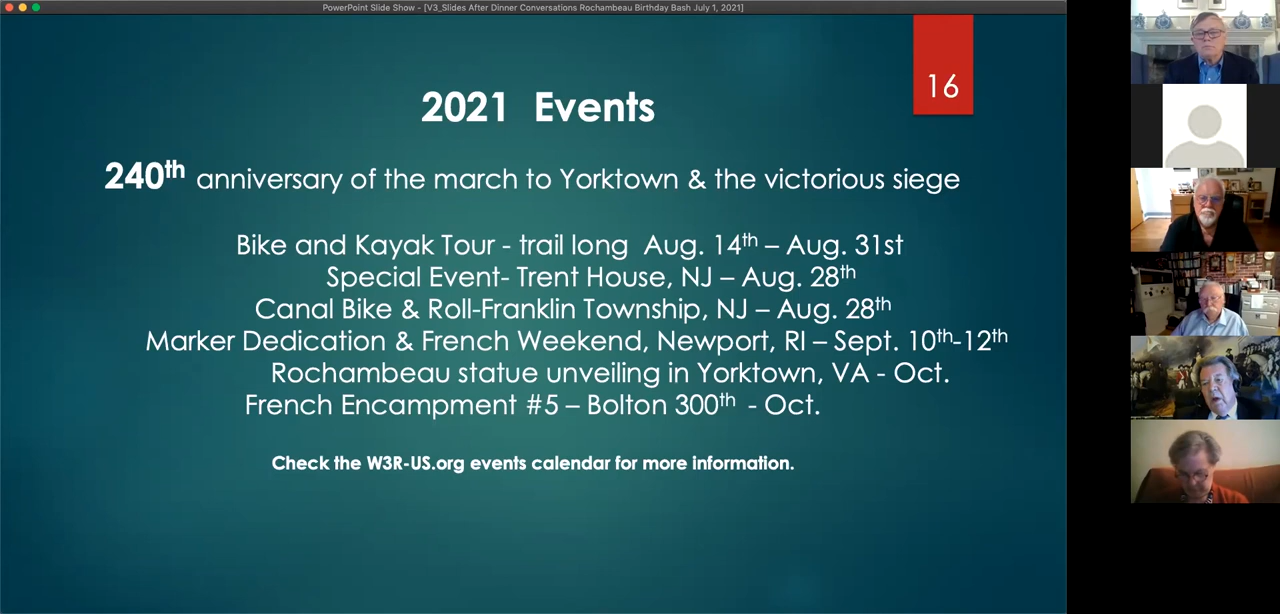 PowerPoint Slide Show - [V3_Slides After Dinner Conversations Rochambeau Birthday Bash July 1, 2021]
16
2021 Events
240th anniversary of the march to Yorktown & the victorious siege
Bike and Kayak Tour - trail long Aug. 14th – Aug. 31st
Special Event- Trent House, NJ – Aug. 28th
Canal Bike & Roll-Franklin Township, NJ – Aug. 28th
Marker Dedication & French Weekend, Newport, RI – Sept. 10th-12th
Rochambeau statue unveiling in Yorktown, VA - Oct.
French Encampment #5 – Bolton 300th - Oct.
Check the W3R-US.org events calendar for more information.